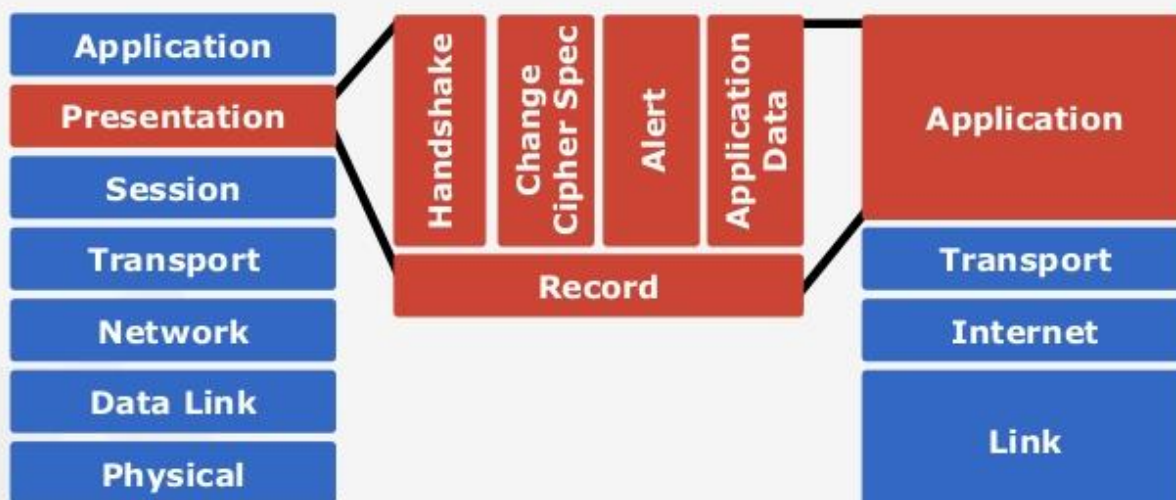 Application
Presentation
Session
Transport
Network
Data Link
Physical
Handshake
Change
Cipher Spec
Alert
Application
Data
Record
Application
Transport
Internet
Link